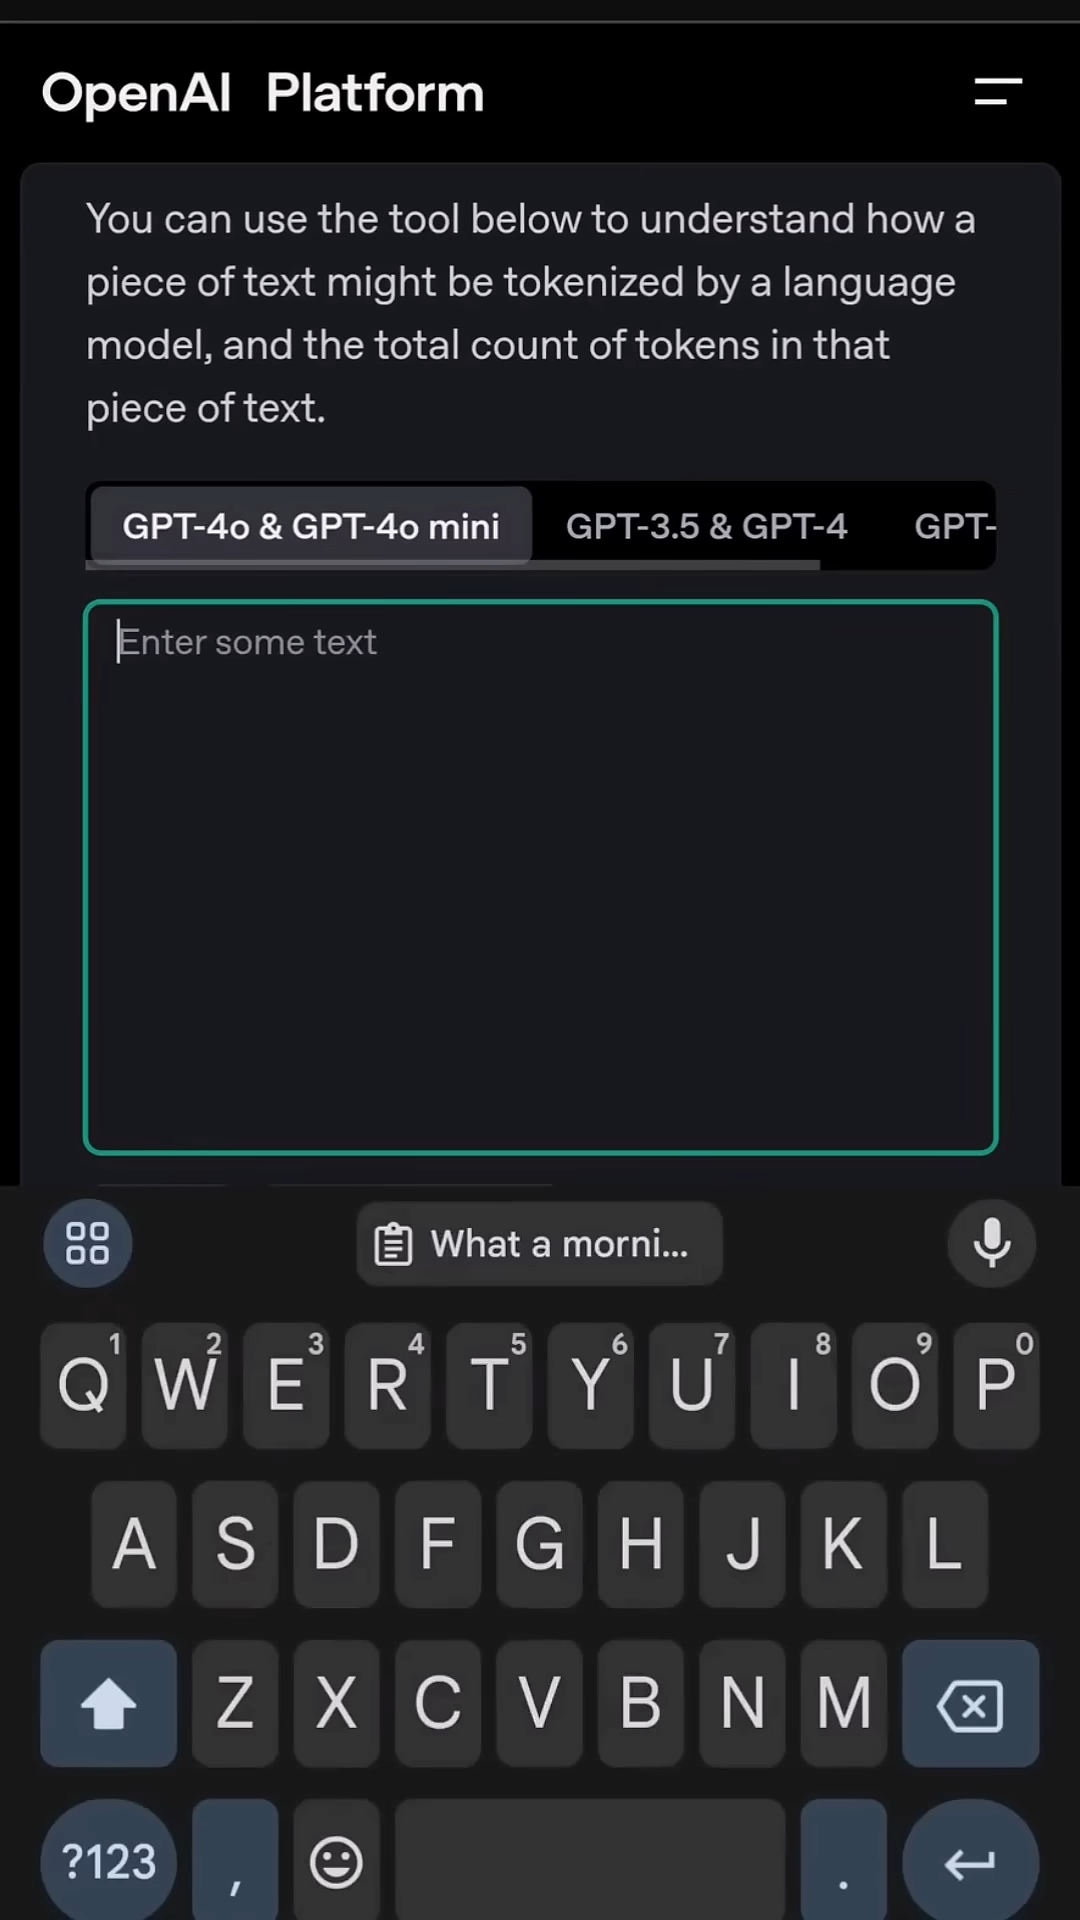 OpenAI Platform
You can use the tool below to understand how a
piece of text might be tokenized by a language
model, and the total count of tokens in that
piece of text.
GPT-4o & GPT-4o mini GPT-3.5 & GPT-4 GPT-
Enter some text
What a morni...
Q 1 W 2 E 3 R 4 T 5 Y 6 U 7 I 8 O 9 P 0
A S D F G H J K L
Z X C V B N M
?123 , .